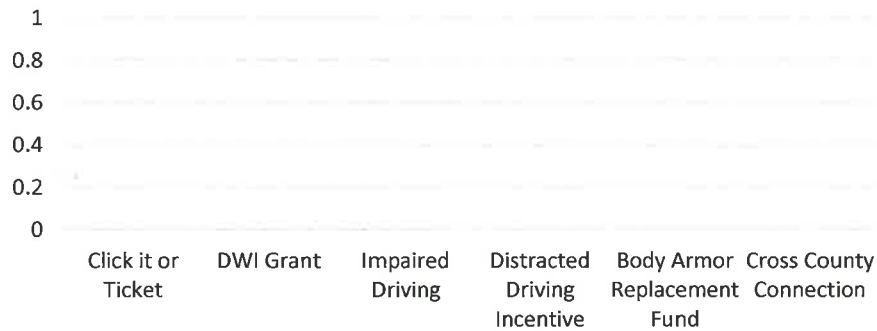 1
0.8
0.6
0.4
0.2
0
Click it or Ticket
DWI Grant
Impaired Driving
Distracted Driving Incentive
Body Armor Replacement Fund
Cross County Connection